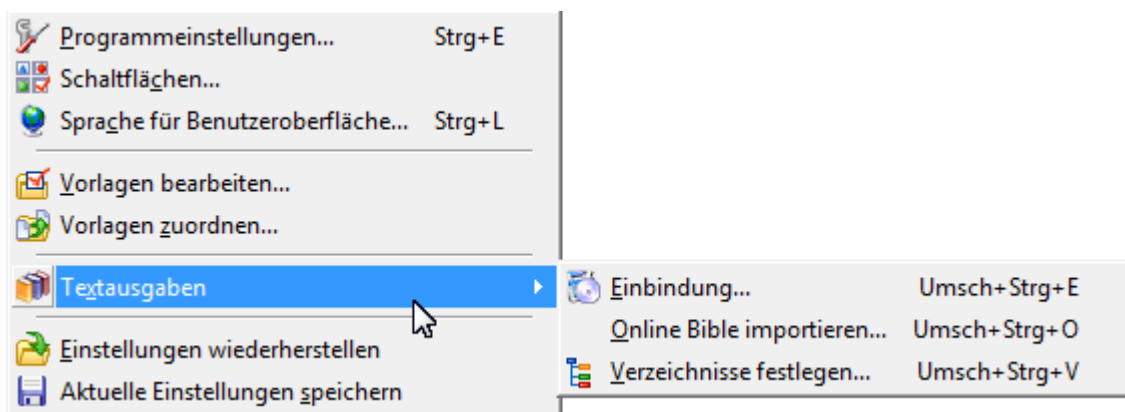 Programmeinstellungen... Strg+E
Schaltflächen...
Sprache für Benutzeroberfläche... Strg+L
Vorlagen bearbeiten...
Vorlagen zuordnen...
Textausgaben
Einstellungen wiederherstellen
Aktuelle Einstellungen speichern
Einbindung... Umsch+Strg+E
Online Bible importieren... Umsch+Strg+O
Verzeichnisse festlegen... Umsch+Strg+V